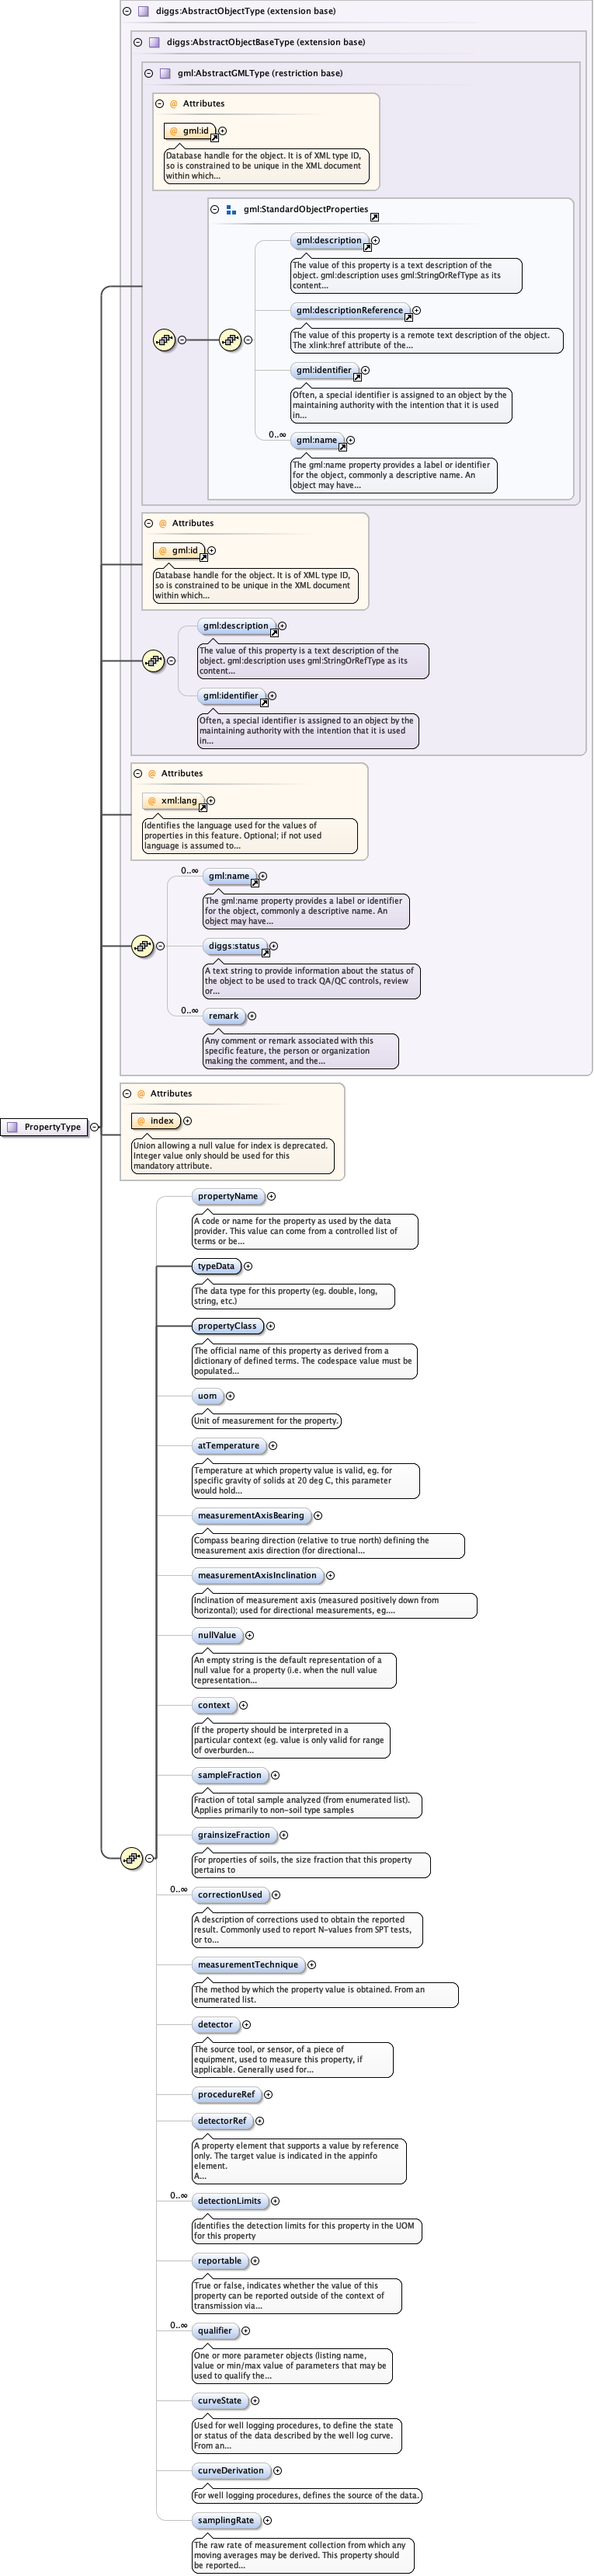 diggs:AbstractObjectType (extension base)
diggs:AbstractObjectBaseType (extension base)
gml:AbstractGMLType (restriction base)
@ Attributes
@ gml:id
Database handle for the object. It is of XML type ID,
so is constrained to be unique in the XML document
within which...
gml:StandardObjectProperties
gml:description
The value of this property is a text description of the
object. gml:description uses gml:StringOrRefType as its
content...
gml:descriptionReference
The value of this property is a remote text description of the object.
The xlink:href attribute of the...
gml:identifier
Often, a special identifier is assigned to an object by the
maintaining authority with the intention that it is used
in...
0..∞
gml:name
The gml:name property provides a label or identifier
for the object, commonly a descriptive name. An
object may have...
@ Attributes
@ gml:id
Database handle for the object. It is of XML type ID,
so is constrained to be unique in the XML document
within which...
gml:description
The value of this property is a text description of the
object. gml:description uses gml:StringOrRefType as its
content...
gml:identifier
Often, a special identifier is assigned to an object by the
maintaining authority with the intention that it is used
in...
@ Attributes
@ xml:lang
Identifies the language used for the values of
properties in this feature. Optional; if not used
language is assumed to...
0..∞
gml:name
The gml:name property provides a label or identifier
for the object, commonly a descriptive name. An
object may have...
diggs:status
A text string to provide information about the status of
the object to be used to track QA/QC controls, review
or...
0..∞
remark
Any comment or remark associated with this
specific feature, the person or organization
making the comment, and the...
PropertyType
@ Attributes
@ index
Union allowing a null value for index is deprecated.
Integer value only should be used for this
mandatory attribute.
propertyName
A code or name for the property as used by the data
provider. This value can come from a controlled list of
terms or be...
typeData
The data type for this property (eg. double, long,
string, etc.)
propertyClass
The official name of this property as derived from a
dictionary of defined terms. The codespace value must be
populated...
uom
Unit of measurement for the property.
atTemperature
Temperature at which property value is valid, eg. for
specific gravity of solids at 20 deg C, this parameter
would hold...
measurementAxisBearing
Compass bearing direction (relative to true north) defining the
measurement axis direction (for directional...
measurementAxisInclination
Inclination of measurement axis (measured positively down from
horizontal); used for directional measurements, eg....
nullValue
An empty string is the default representation of a
null value for a property (i.e. when the null value
representation...
context
If the property should be interpreted in a
particular context (eg. value is only valid for range
of overburden...
sampleFraction
Fraction of total sample analyzed (from enumerated list).
Applies primarily to non-soil type samples
grainsizeFraction
For properties of soils, the size fraction that this property
pertains to
0..∞
correctionUsed
A description of corrections used to obtain the reported
result. Commonly used to report N-values from SPT tests,
or to...
measurementTechnique
The method by which the property value is obtained. From an
enumerated list.
detector
The source tool, or sensor, of a piece of
equipment, used to measure this property, if
applicable. Generally used for...
procedureRef
detectorRef
A property element that supports a value by reference
only. The target value is indicated in the appinfo
element.
A...
0..∞
detectionLimits
Identifies the detection limits for this property in the UOM
for this property
reportable
True or false, indicates whether the value of this
property can be reported outside of the context of
transmission via...
0..∞
qualifier
One or more parameter objects (listing name,
value or min/max value of parameters that may be
used to qualify the...
curveState
Used for well logging procedures, to define the state
or status of the data described by the well log curve.
From an...
curveDerivation
For well logging procedures, defines the source of the data.
samplingRate
The raw rate of measurement collection from which any
moving averages may be derived. This property should
be reported...